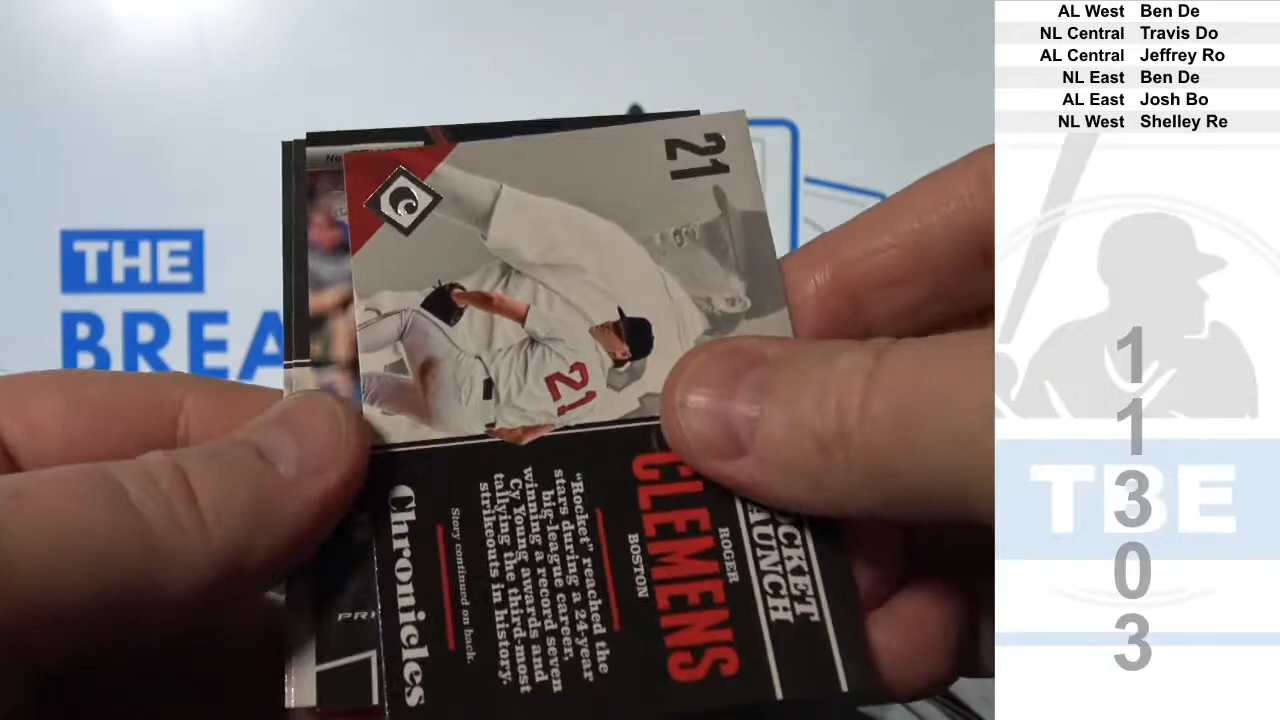 AL West Ben De
NL Central Travis Do
AL Central Jeffrey Ro
NL East Ben De
AL East Josh Bo
NL West Shelley Re
THE
21
21
ROGER
CLEMENS
BOSTON
"Rocket" reached the
stars during a 24-year
big-league career,
winning a record seven
Cy Young awards and
tallying the third-most
strikeouts in history.
Story continued on back.
Chronicles
TBE
1
1
3
0
3